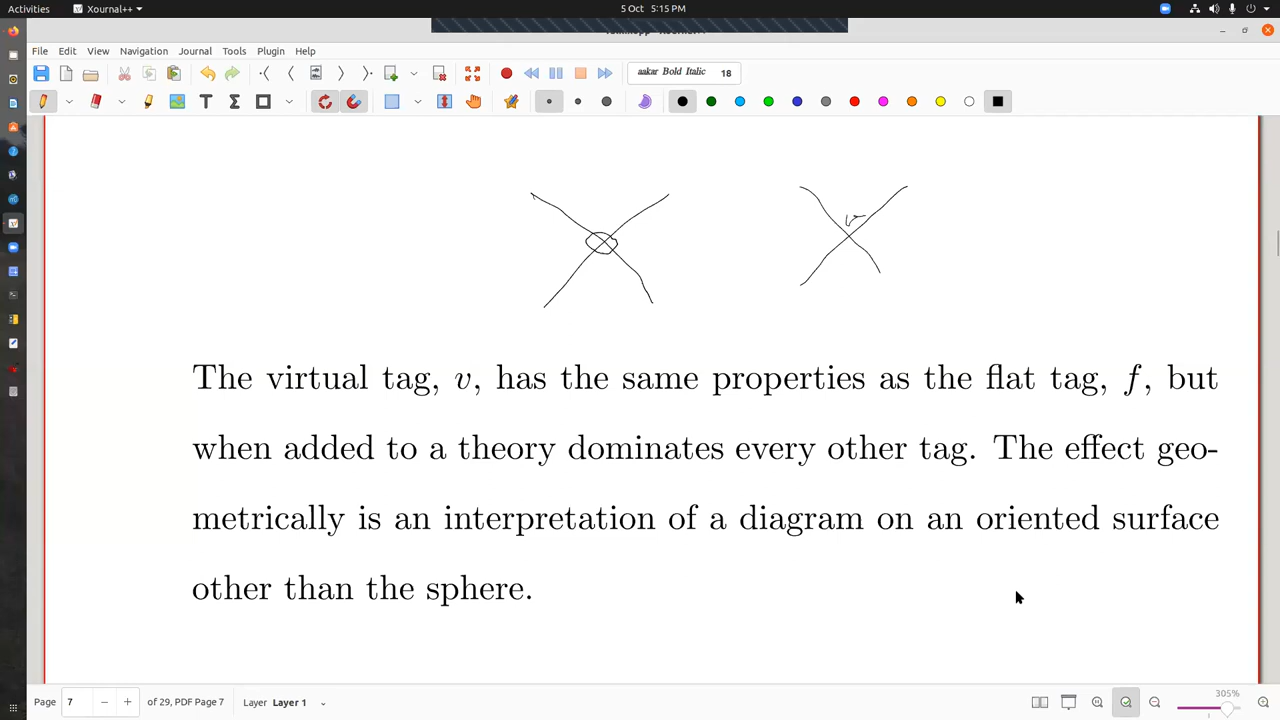 Activities Xournal++ 5 Oct 5:15 PM
File Edit View Navigation Journal Tools Plugin Help
aakar Bold Italic 18
v
The virtual tag, v, has the same properties as the flat tag, f, but
when added to a theory dominates every other tag. The effect geo-
metrically is an interpretation of a diagram on an oriented surface
other than the sphere.
Page 7 of 29, PDF Page 7 Layer Layer 1 305%